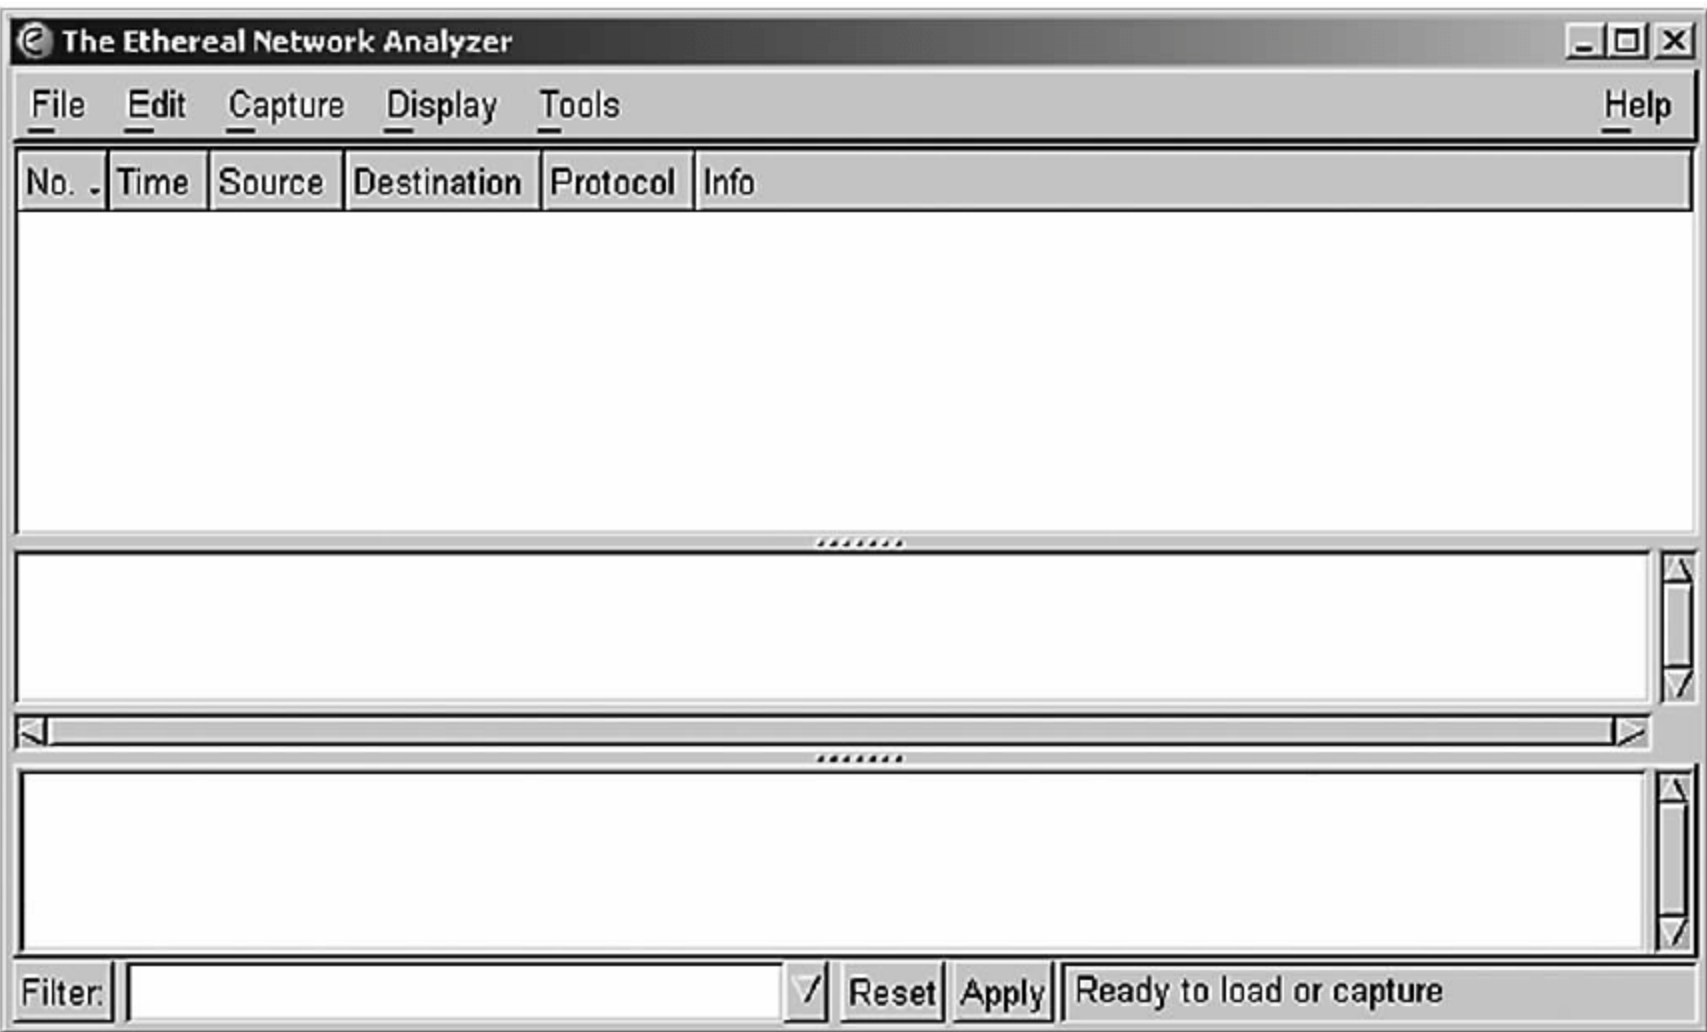 The Ethereal Network Analyzer
File Edit Capture Display Tools Help
No. Time Source Destination Protocol Info
Filter: Reset Apply Ready to load or capture